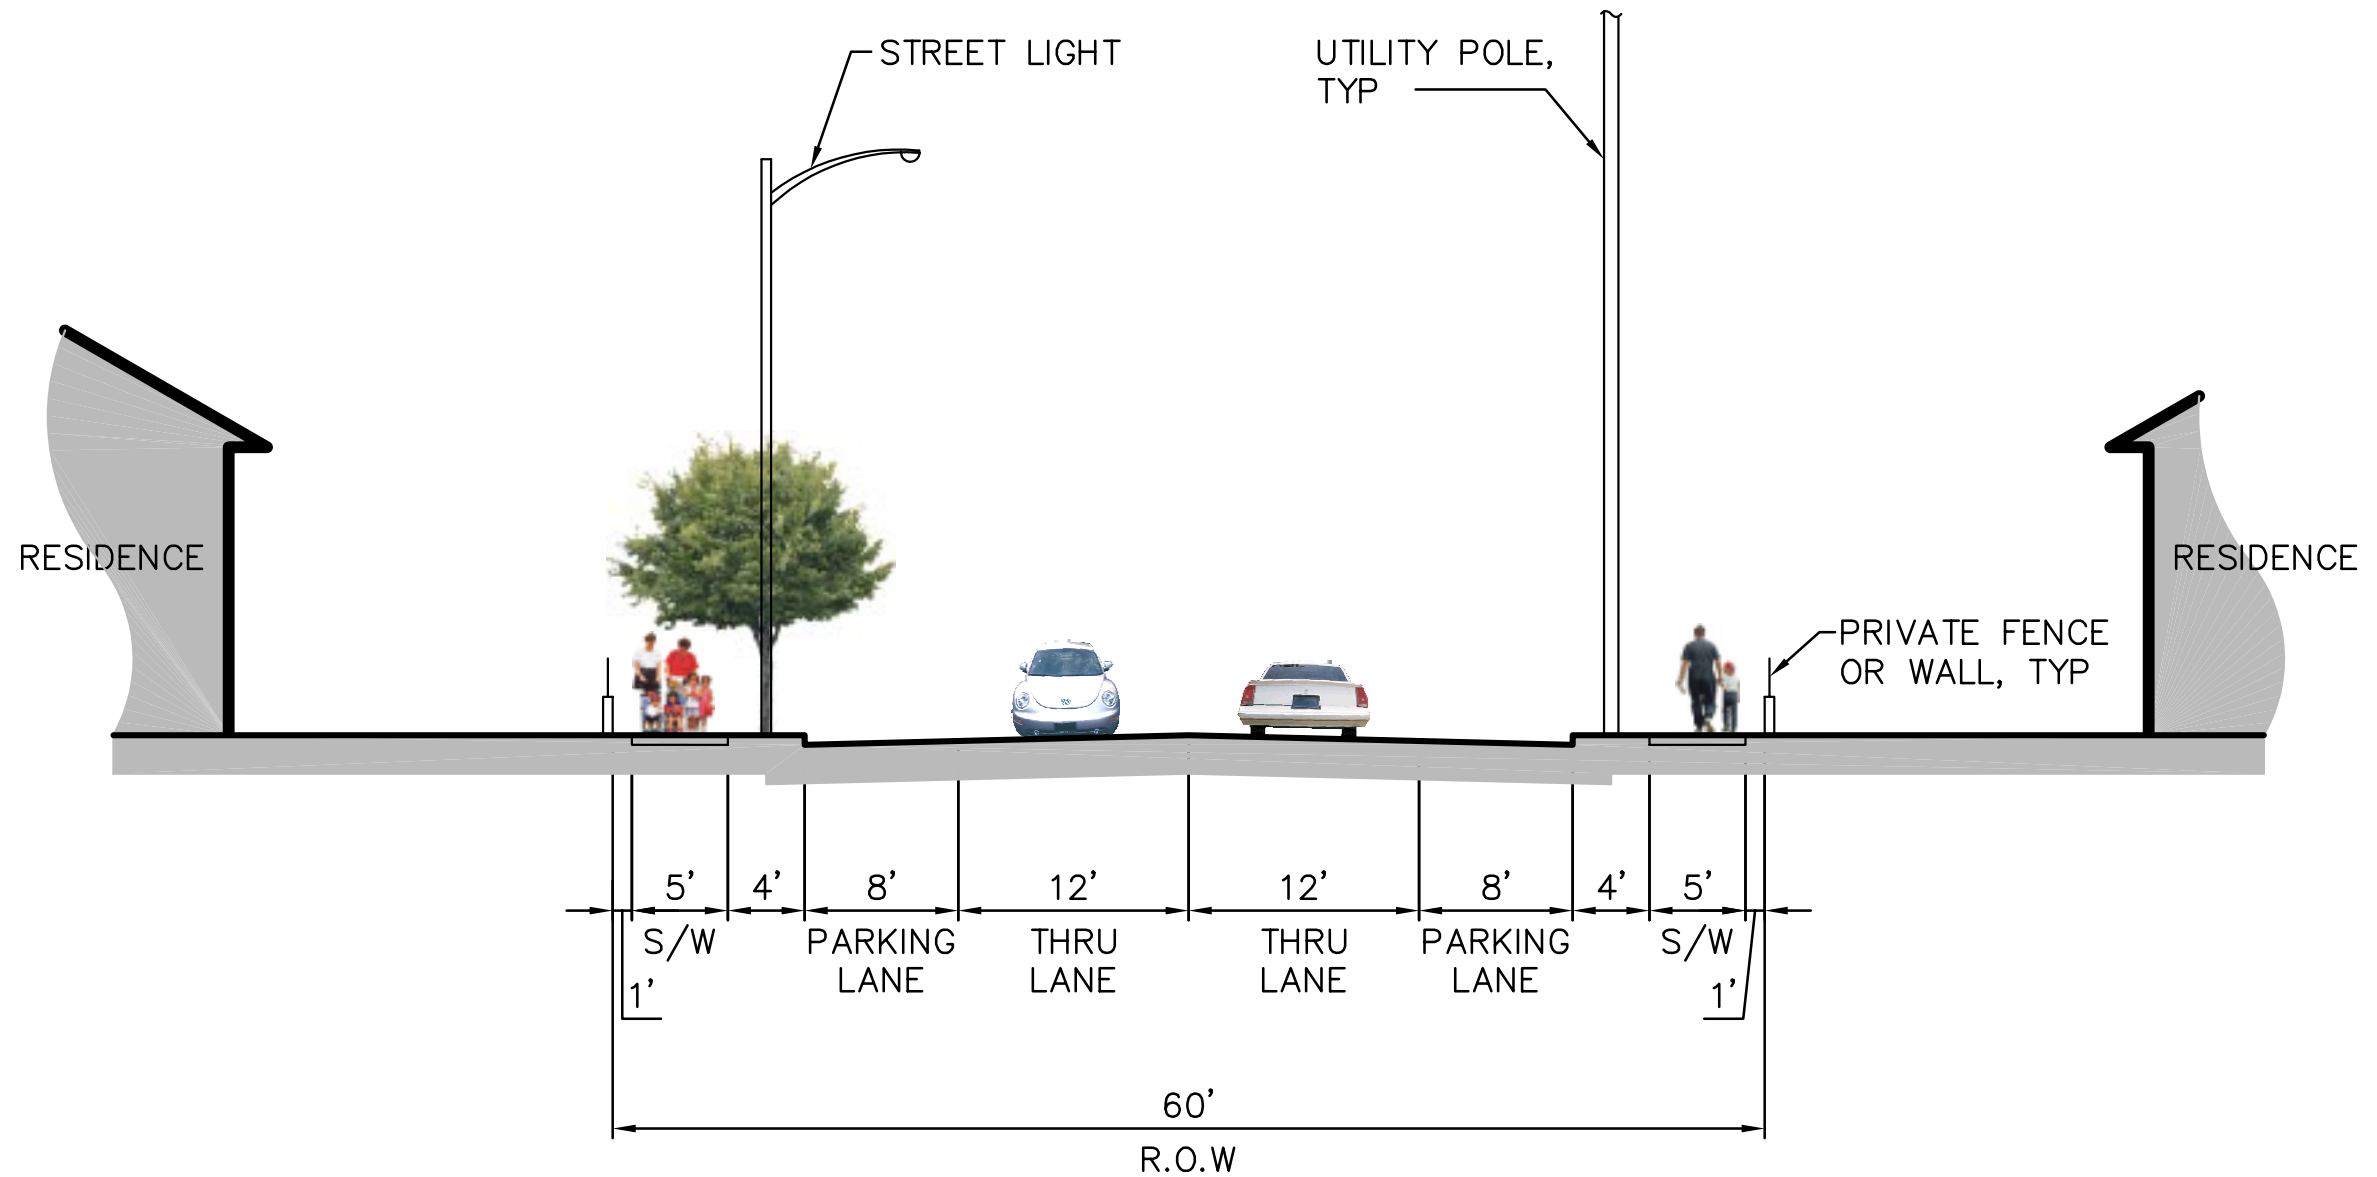 STREET LIGHT
UTILITY POLE,
TYP
RESIDENCE
RESIDENCE
PRIVATE FENCE
OR WALL, TYP
5' 4' 8' 12' 12' 8' 4' 5'
S/W PARKING THRU THRU PARKING S/W
LANE LANE LANE LANE
1' 1'
60'
R.O.W